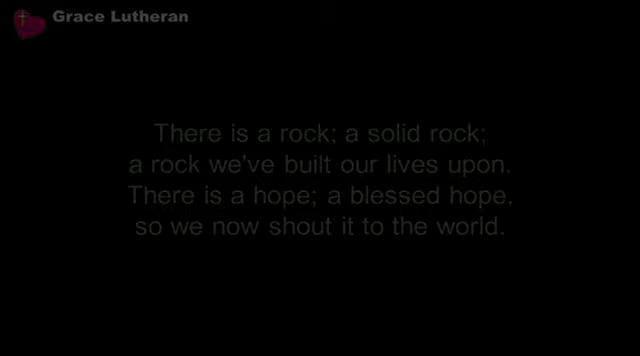 Grace Lutheran
There is a rock; a solid rock;
a rock we've built our lives upon.
There is a hope; a blessed hope,
so we now shout it to the world.